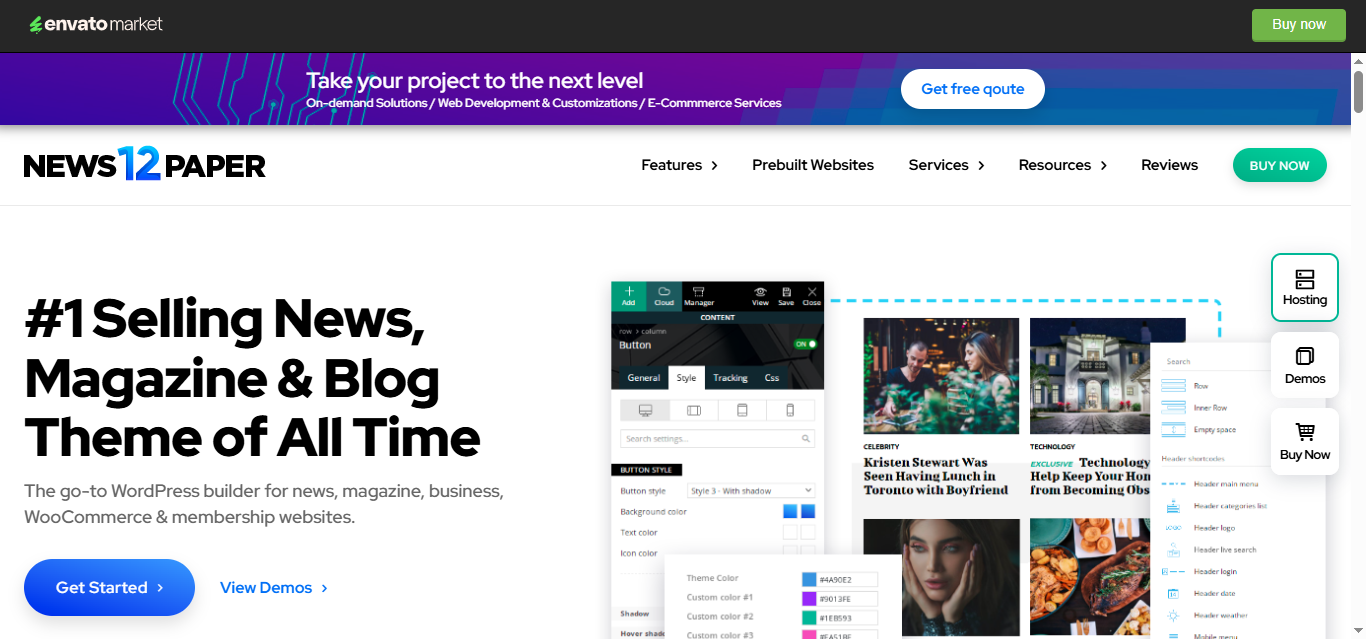 envato market
Buy now
Take your project to the next level
On-demand Solutions / Web Development & Customizations / E-Commmerce Services
Get free qoute
NEWS 12 PAPER
Features
Prebuilt Websites
Services
Resources
Reviews
BUY NOW
#1 Selling News,
Magazine & Blog
Theme of All Time
The go-to WordPress builder for news, magazine, business,
WooCommerce & membership websites.
Get Started
View Demos
Add
Cloud
Manager
View
Save
Close
CONTENT
row > column
Button
ON
General
Style
Tracking
Css
Search settings...
BUTTON STYLE
Button style
Style 3 - With shadow
Background color
Text color
Icon color
Shadow
Hover shade
Theme Color
#4A90E2
Custom color #1
#9013FE
Custom color #2
#1EB593
Custom color #3
#EA51BF
CELEBRITY
Kristen Stewart Was
Seen Having Lunch in
Toronto with Boyfriend
TECHNOLOGY
EXCLUSIVE Technology
Help Keep Your Hom
from Becoming Obs
Search
Row
Inner Row
Empty space
Header shortcodes
Header main menu
Header categories list
Header logo
Header live search
Header login
Header date
Header weather
Mobile menu
Hosting
Demos
Buy Now